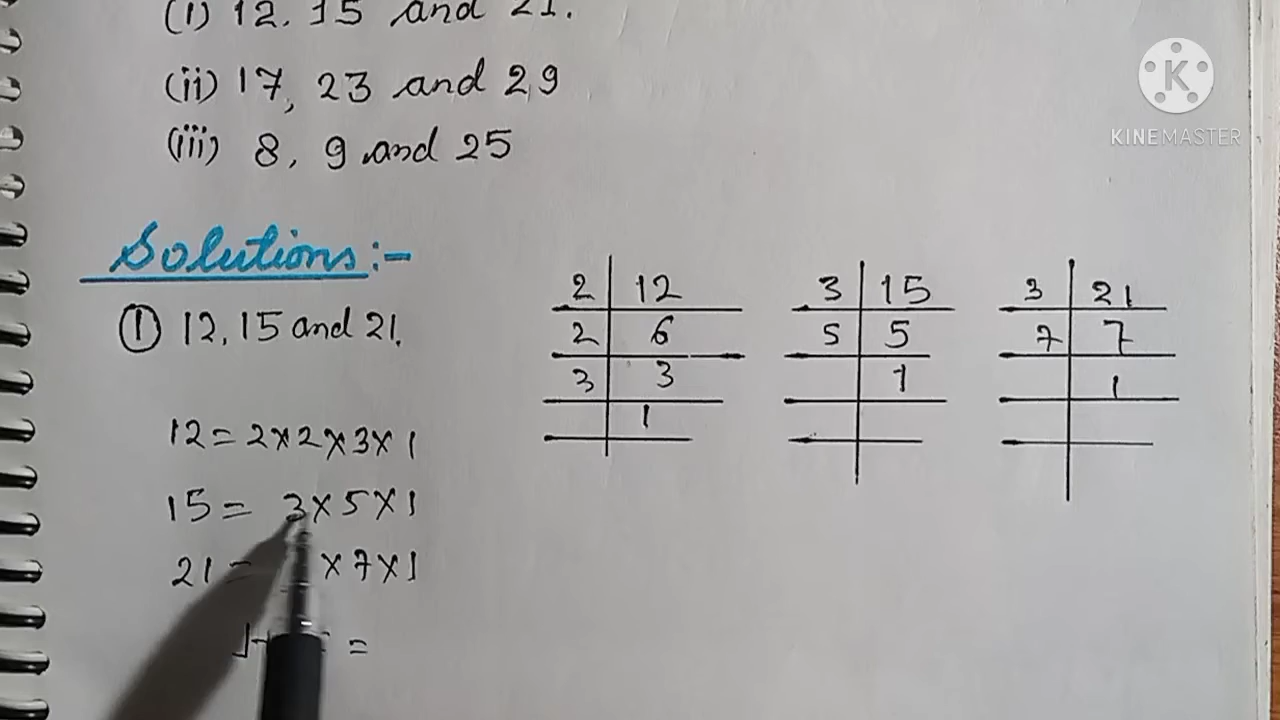 (i) 12, 15 and 21.
(ii) 17, 23 and 29
(iii) 8, 9 and 25
K
KINEMASTER
Solutions:-
① 12, 15 and 21.
12 = 2×2×3×1
15 = 3×5×1
21 = ×7×1
=
2 | 12
2 | 6
3 | 3
1
3 | 15
5 | 5
1
3 | 21
7 | 7
1